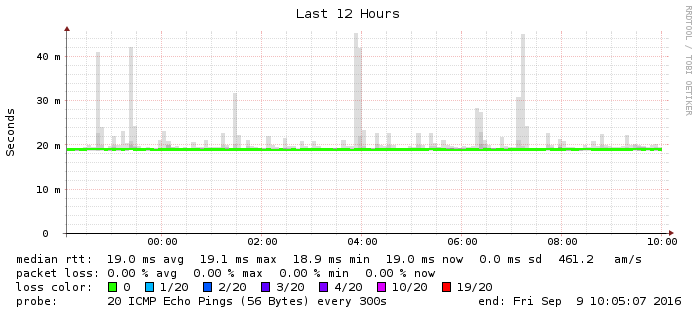 Last 12 Hours
RRDTOOL / TOBI OETIKER
Seconds
40 m
30 m
20 m
10 m
0
00:00 02:00 04:00 06:00 08:00 10:00
median rtt: 19.0 ms avg 19.1 ms max 18.9 ms min 19.0 ms now 0.0 ms sd 461.2 am/s
packet loss: 0.00 % avg 0.00 % max 0.00 % min 0.00 % now
loss color: 0 1/20 2/20 3/20 4/20 10/20 19/20
probe: 20 ICMP Echo Pings (56 Bytes) every 300s end: Fri Sep 9 10:05:07 2016